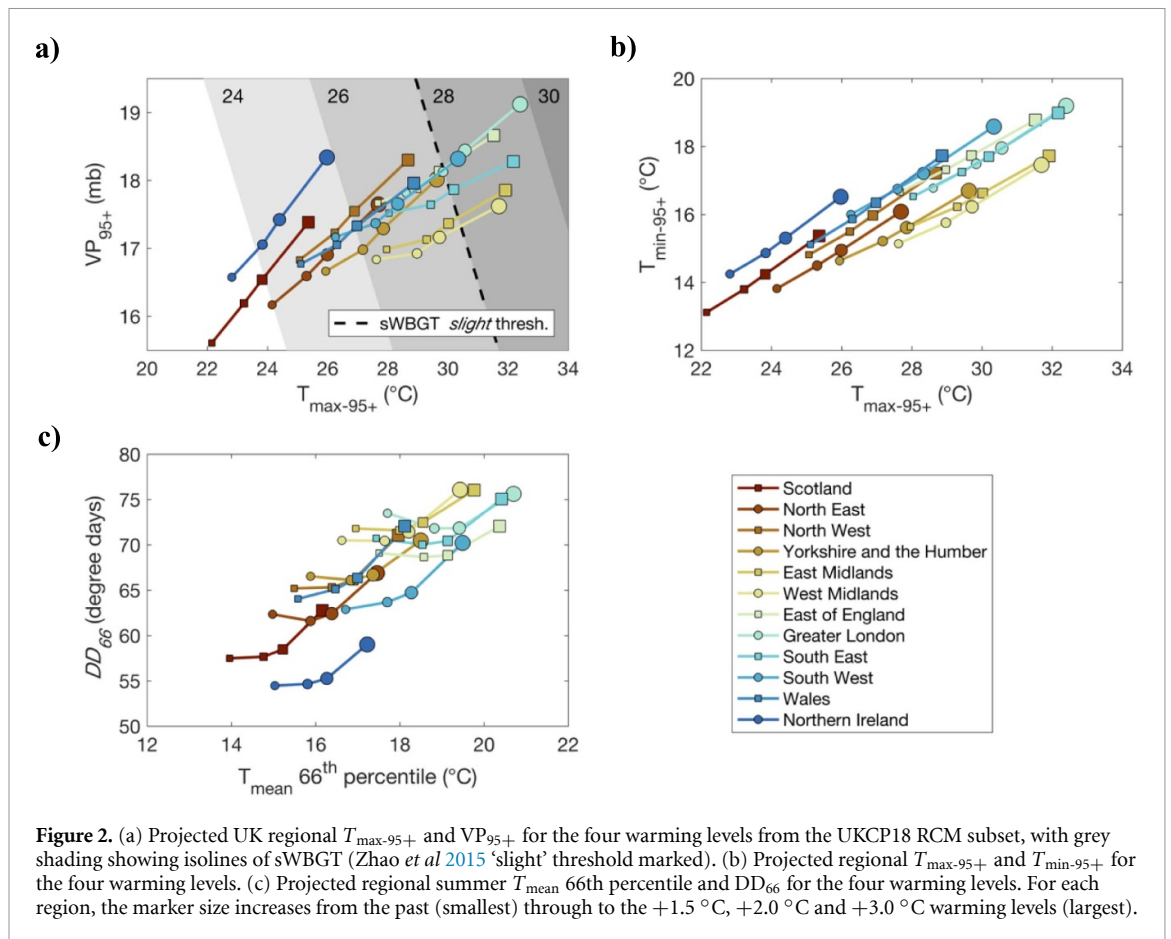 a)
24
26
28
30
19
18
17
16
VP95+ (mb)
sWBGT slight thresh.
20
22
24
26
28
30
32
34
Tmax-95+ (°C)
b)
20
18
16
14
12
Tmin-95+ (°C)
22
24
26
28
30
32
34
Tmax-95+ (°C)
c)
80
75
70
65
60
55
50
DD66 (degree days)
12
14
16
18
20
22
Tmean 66th percentile (°C)
Scotland
North East
North West
Yorkshire and the Humber
East Midlands
West Midlands
East of England
Greater London
South East
South West
Wales
Northern Ireland
Figure 2. (a) Projected UK regional Tmax-95+ and VP95+ for the four warming levels from the UKCP18 RCM subset, with grey
shading showing isolines of sWBGT (Zhao et al 2015 ‘slight’ threshold marked). (b) Projected regional Tmax-95+ and Tmin-95+ for
the four warming levels. (c) Projected regional summer Tmean 66th percentile and DD66 for the four warming levels. For each
region, the marker size increases from the past (smallest) through to the +1.5 °C, +2.0 °C and +3.0 °C warming levels (largest).